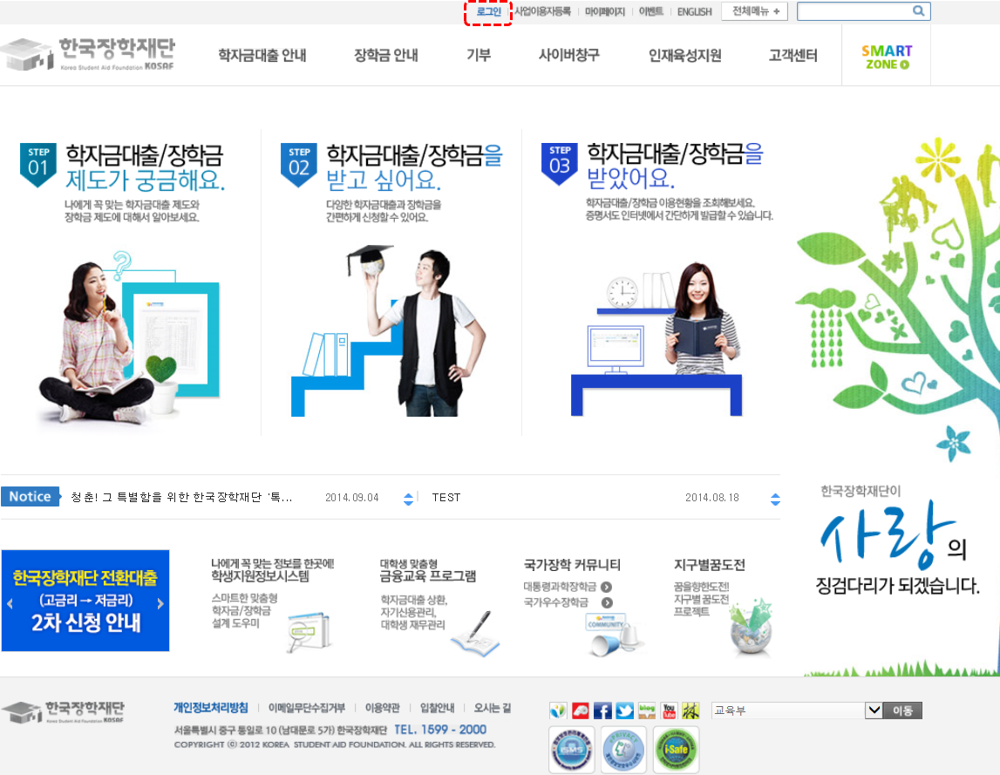 로그인 사업이용자등록 마이페이지 이벤트 ENGLISH 전체메뉴 +
한국장학재단
Korea Student Aid Foundation KOSAF
학자금대출 안내 장학금 안내 기부 사이버창구 인재육성지원 고객센터
SMART
ZONE
STEP
01
학자금대출/장학금
제도가 궁금해요.
나에게 꼭 맞는 학자금대출 제도와
장학금 제도에 대해서 알아보세요.
STEP
02
학자금대출/장학금을
받고 싶어요.
다양한 학자금대출과 장학금을
간편하게 신청할 수 있어요.
STEP
03
학자금대출/장학금을
받았어요.
학자금대출/장학금 이용현황을 조회해보세요.
증명서도 인터넷에서 간단하게 발급할 수 있습니다.
Notice 청춘! 그 특별함을 위한 한국장학재단 '톡... 2014.09.04 TEST 2014.08.18
한국장학재단이
사랑의
징검다리가 되겠습니다.
한국장학재단 전환대출
(고금리 → 저금리)
2차 신청 안내
나에게 꼭 맞는 정보를 한곳에!
학생지원정보시스템
스마트한 맞춤형
학자금/장학금
설계 도우미
대학생 맞춤형
금융교육 프로그램
학자금대출 상환,
자기신용관리,
대학생 재무관리
국가장학 커뮤니티
대통령과학장학금
국가우수장학금
COMMUNITY
지구별꿈도전
꿈을향한도전!
지구별 꿈도전
프로젝트
한국장학재단
Korea Student Aid Foundation KOSAF
개인정보처리방침 이메일무단수집거부 이용약관 입찰안내 오시는 길
서울특별시 중구 통일로 10 (남대문로 5가) 한국장학재단 TEL. 1599 - 2000
COPYRIGHT ⓒ 2012 KOREA STUDENT AID FOUNDATION. ALL RIGHTS RESERVED.
blog
You Tube
교육부 이동
ISMS
i-Safe